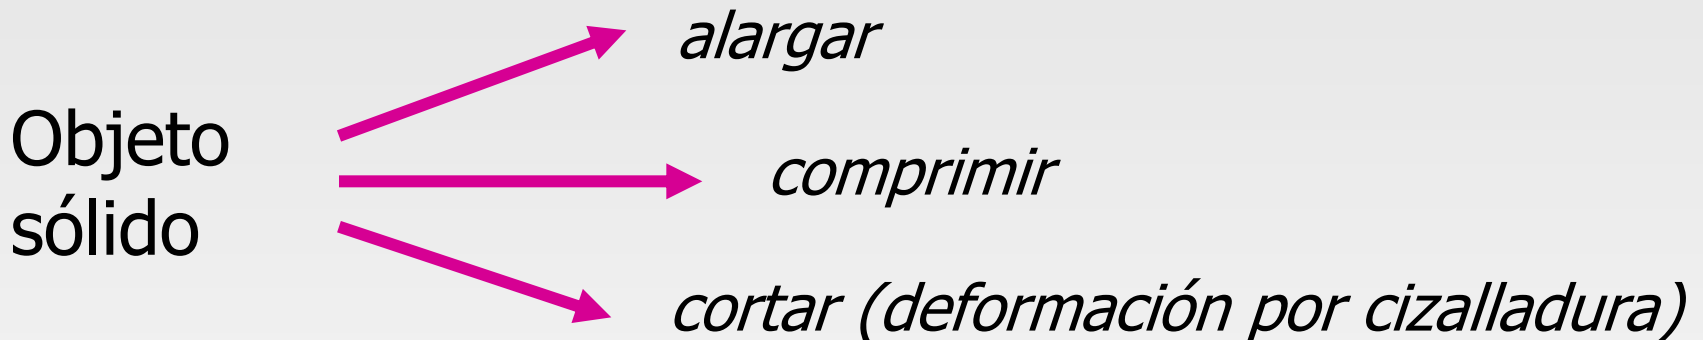 alargar
Objeto
sólido
comprimir
cortar (deformación por cizalladura)